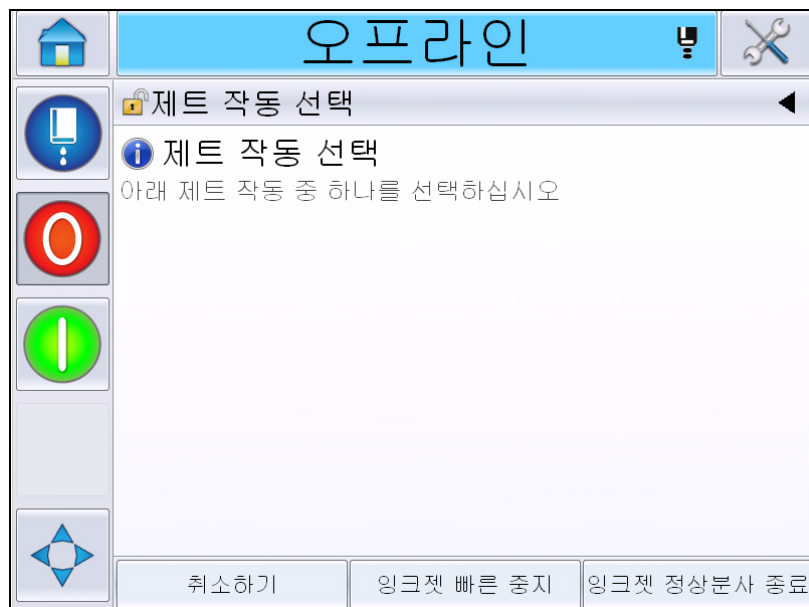 오프라인
제트 작동 선택
제트 작동 선택
아래 제트 작동 중 하나를 선택하십시오
취소하기
잉크젯 빠른 중지
잉크젯 정상분사 종료